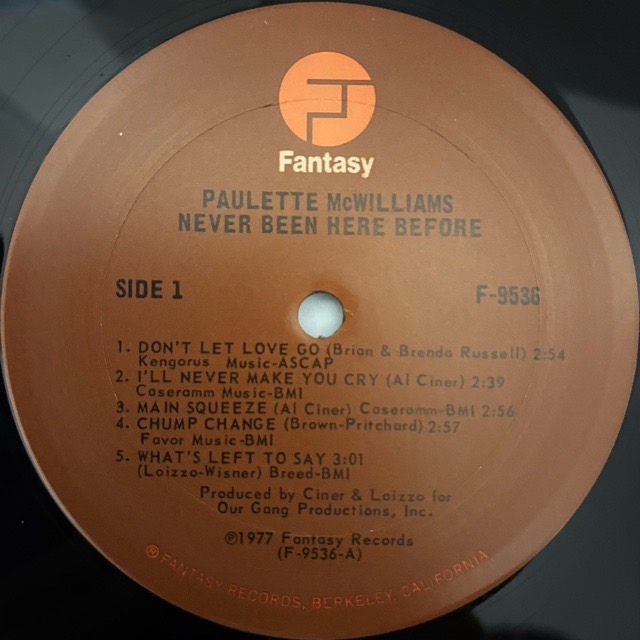 Fantasy
PAULETTE McWILLIAMS
NEVER BEEN HERE BEFORE
SIDE 1
F-9536
1. DON'T LET LOVE GO (Brian & Brenda Russell) 2:54
Kengorus Music-ASCAP
2. I'LL NEVER MAKE YOU CRY (Al Ciner) 2:39
Caseramm Music-BMI
3. MAIN SQUEEZE (Al Ciner) Caseramm-BMI 2:56
4. CHUMP CHANGE (Brown-Pritchard) 2:57
Favor Music-BMI
5. WHAT'S LEFT TO SAY 3:01
(Loizzo-Wisner) Breed-BMI
Produced by Ciner & Loizzo for
Our Gang Productions, Inc.
℗1977 Fantasy Records
(F-9536-A)
®FANTASY RECORDS, BERKELEY, CALIFORNIA